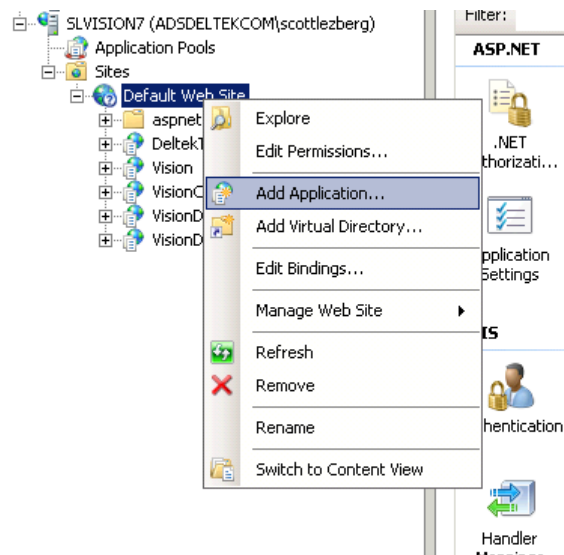 SLVISION7 (ADSDELTEKCOM\scottlezberg)
Application Pools
Sites
Default Web Site
aspnet
DeltekT
Vision
VisionC
VisionD
VisionD
Explore
Edit Permissions...
Add Application...
Add Virtual Directory...
Edit Bindings...
Manage Web Site
Refresh
Remove
Rename
Switch to Content View
Filter:
ASP.NET
.NET
thorizati...
pplication
Settings
IS
hentication
Handler
Mappings